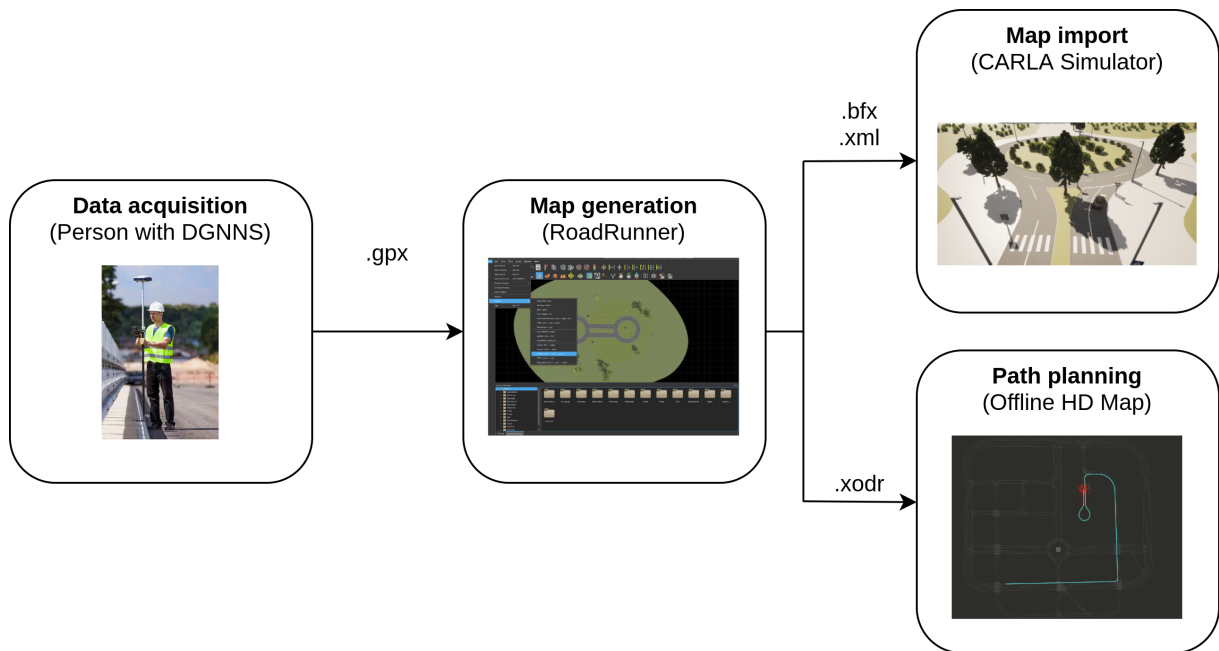 Data acquisition
(Person with DGNNS)
.gpx
Map generation
(RoadRunner)
.bfx
.xml
Map import
(CARLA Simulator)
.xodr
Path planning
(Offline HD Map)